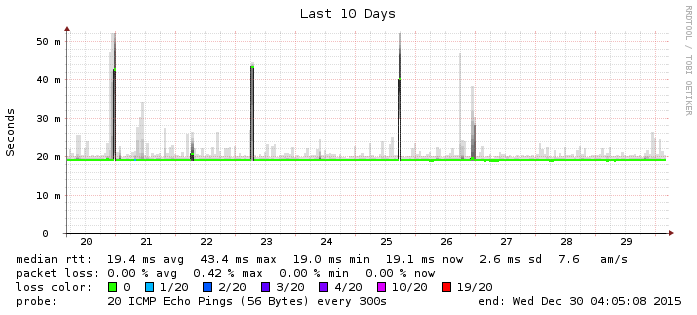 Last 10 Days
RRDTOOL / TOBI OETIKER
Seconds
50 m
40 m
30 m
20 m
10 m
0
20 21 22 23 24 25 26 27 28 29
median rtt: 19.4 ms avg 43.4 ms max 19.0 ms min 19.1 ms now 2.6 ms sd 7.6 am/s
packet loss: 0.00 % avg 0.42 % max 0.00 % min 0.00 % now
loss color: 0 1/20 2/20 3/20 4/20 10/20 19/20
probe: 20 ICMP Echo Pings (56 Bytes) every 300s end: Wed Dec 30 04:05:08 2015